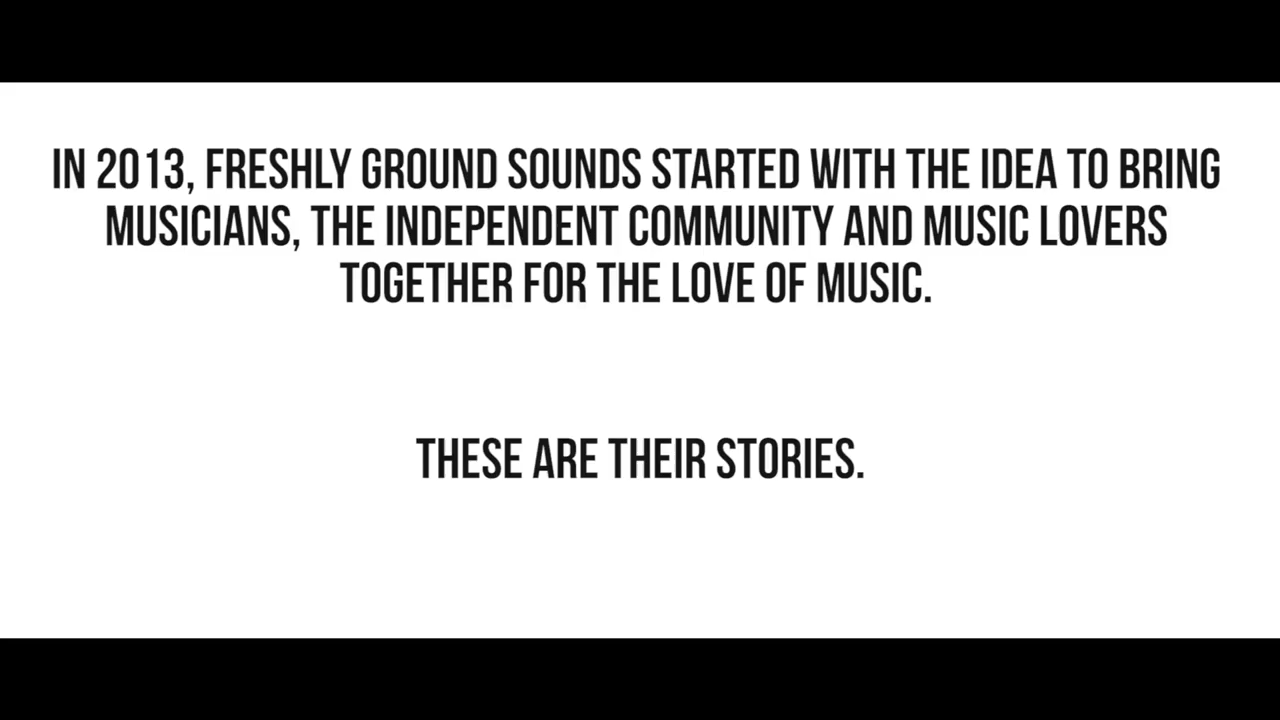 IN 2013, FRESHLY GROUND SOUNDS STARTED WITH THE IDEA TO BRING
MUSICIANS, THE INDEPENDENT COMMUNITY AND MUSIC LOVERS
TOGETHER FOR THE LOVE OF MUSIC.
THESE ARE THEIR STORIES.